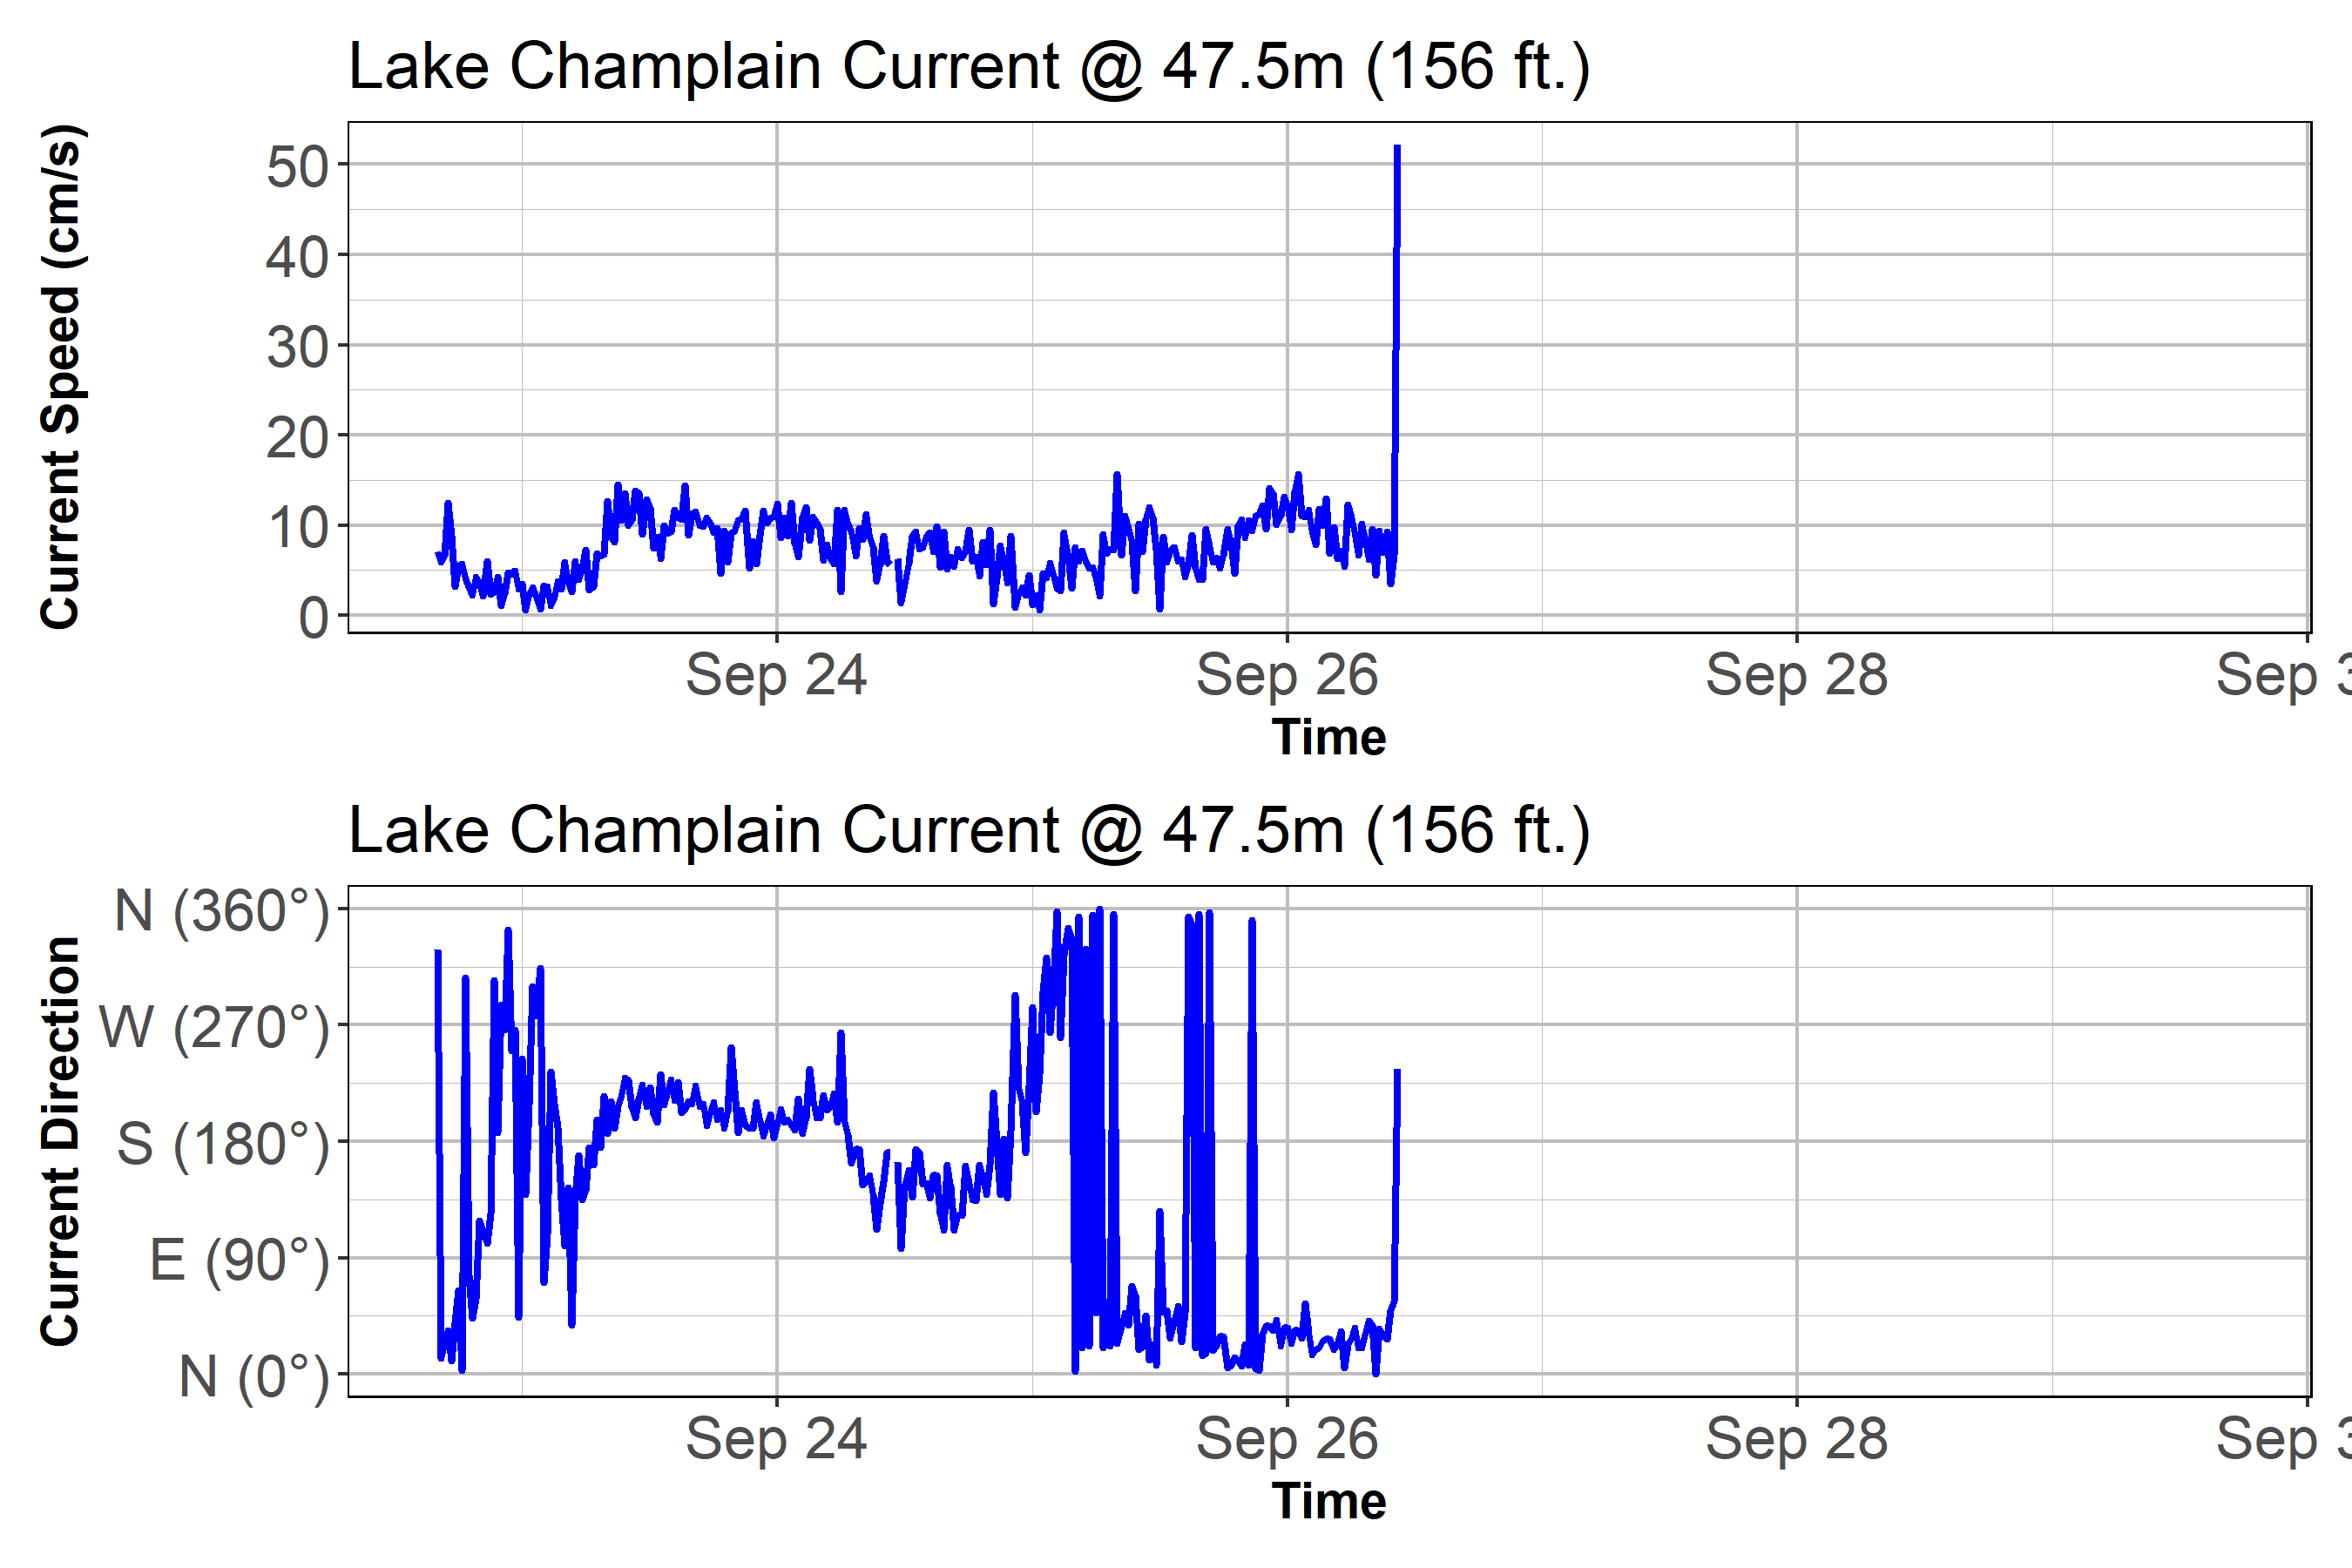 Lake Champlain Current @ 47.5m (156 ft.)
Current Speed (cm/s)
50
40
30
20
10
0
Sep 24 Sep 26 Sep 28 Sep 3
Time
Lake Champlain Current @ 47.5m (156 ft.)
Current Direction
N (360°)
W (270°)
S (180°)
E (90°)
N (0°)
Sep 24 Sep 26 Sep 28 Sep 3
Time